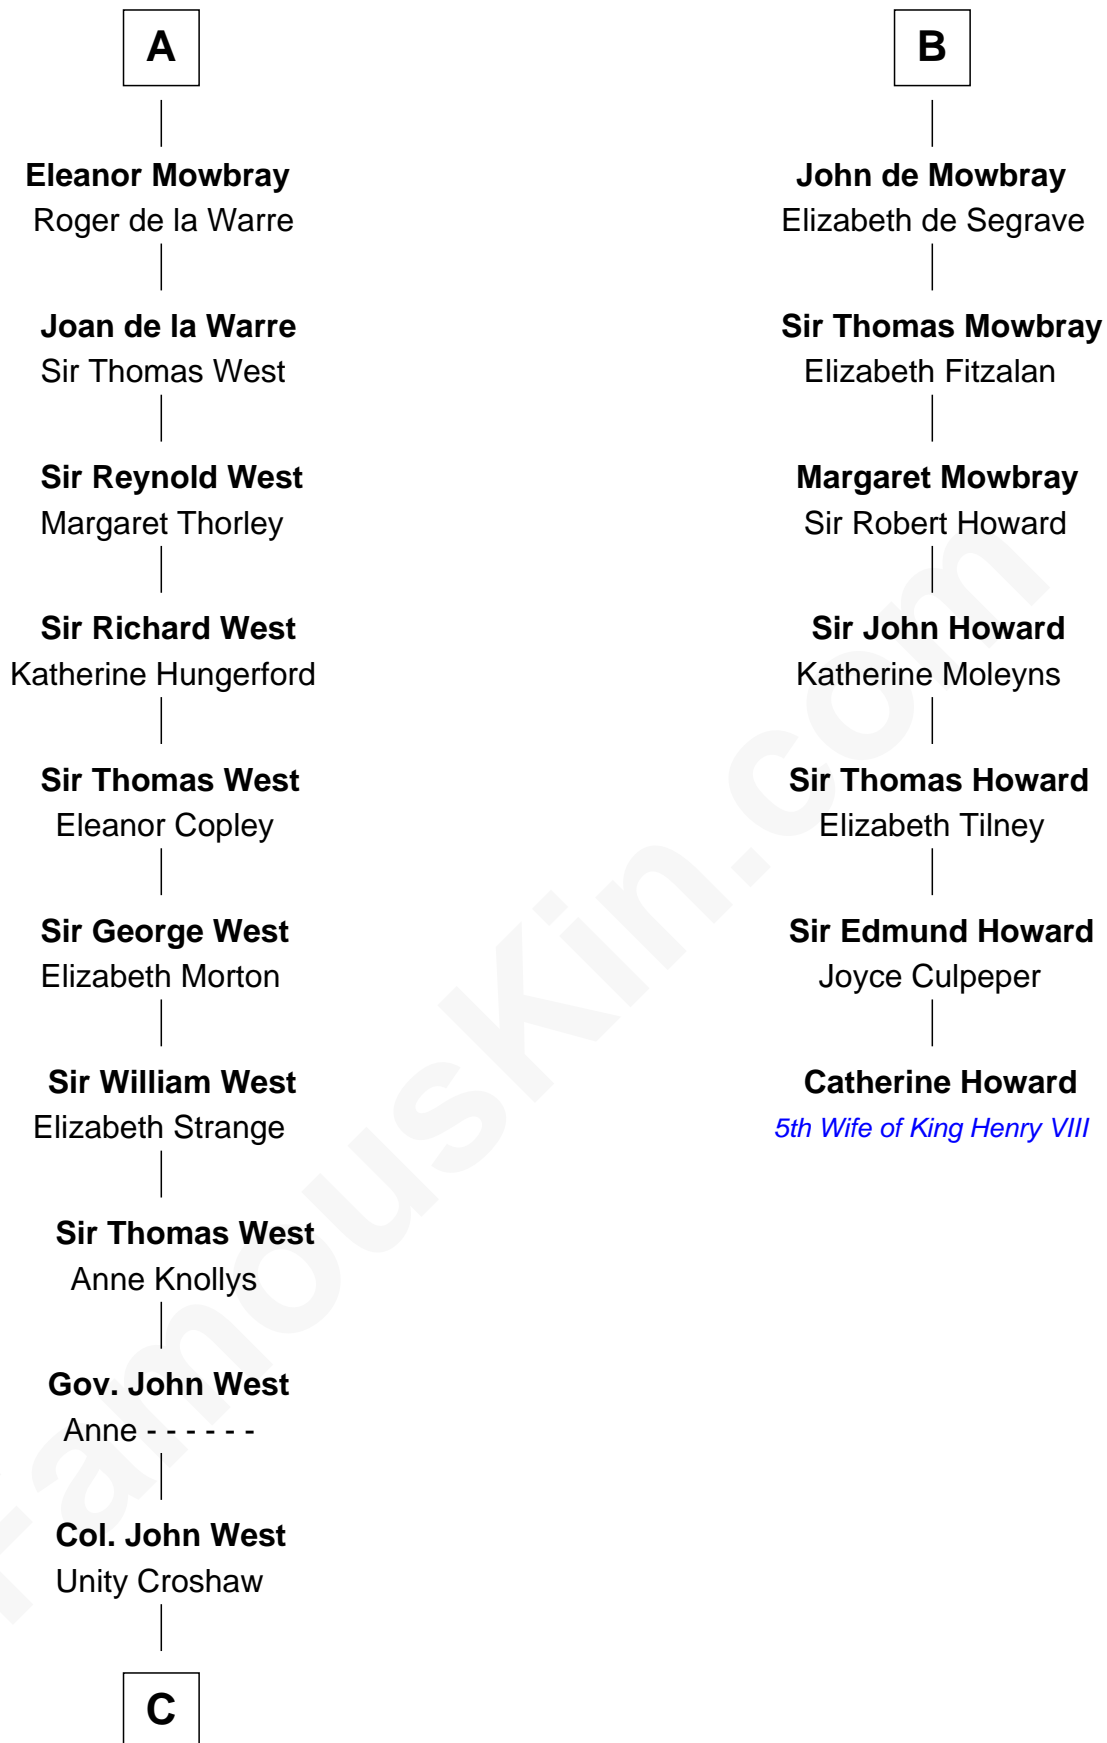 A
Eleanor Mowbray
Roger de la Warre
Joan de la Warre
Sir Thomas West
Sir Reynold West
Margaret Thorley
Sir Richard West
Katherine Hungerford
Sir Thomas West
Eleanor Copley
Sir George West
Elizabeth Morton
Sir William West
Elizabeth Strange
Sir Thomas West
Anne Knollys
Gov. John West
Anne - - - - - -
Col. John West
Unity Croshaw
C
B
John de Mowbray
Elizabeth de Segrave
Sir Thomas Mowbray
Elizabeth Fitzalan
Margaret Mowbray
Sir Robert Howard
Sir John Howard
Katherine Moleyns
Sir Thomas Howard
Elizabeth Tilney
Sir Edmund Howard
Joyce Culpeper
Catherine Howard
5th Wife of King Henry VIII
FamousKin.com